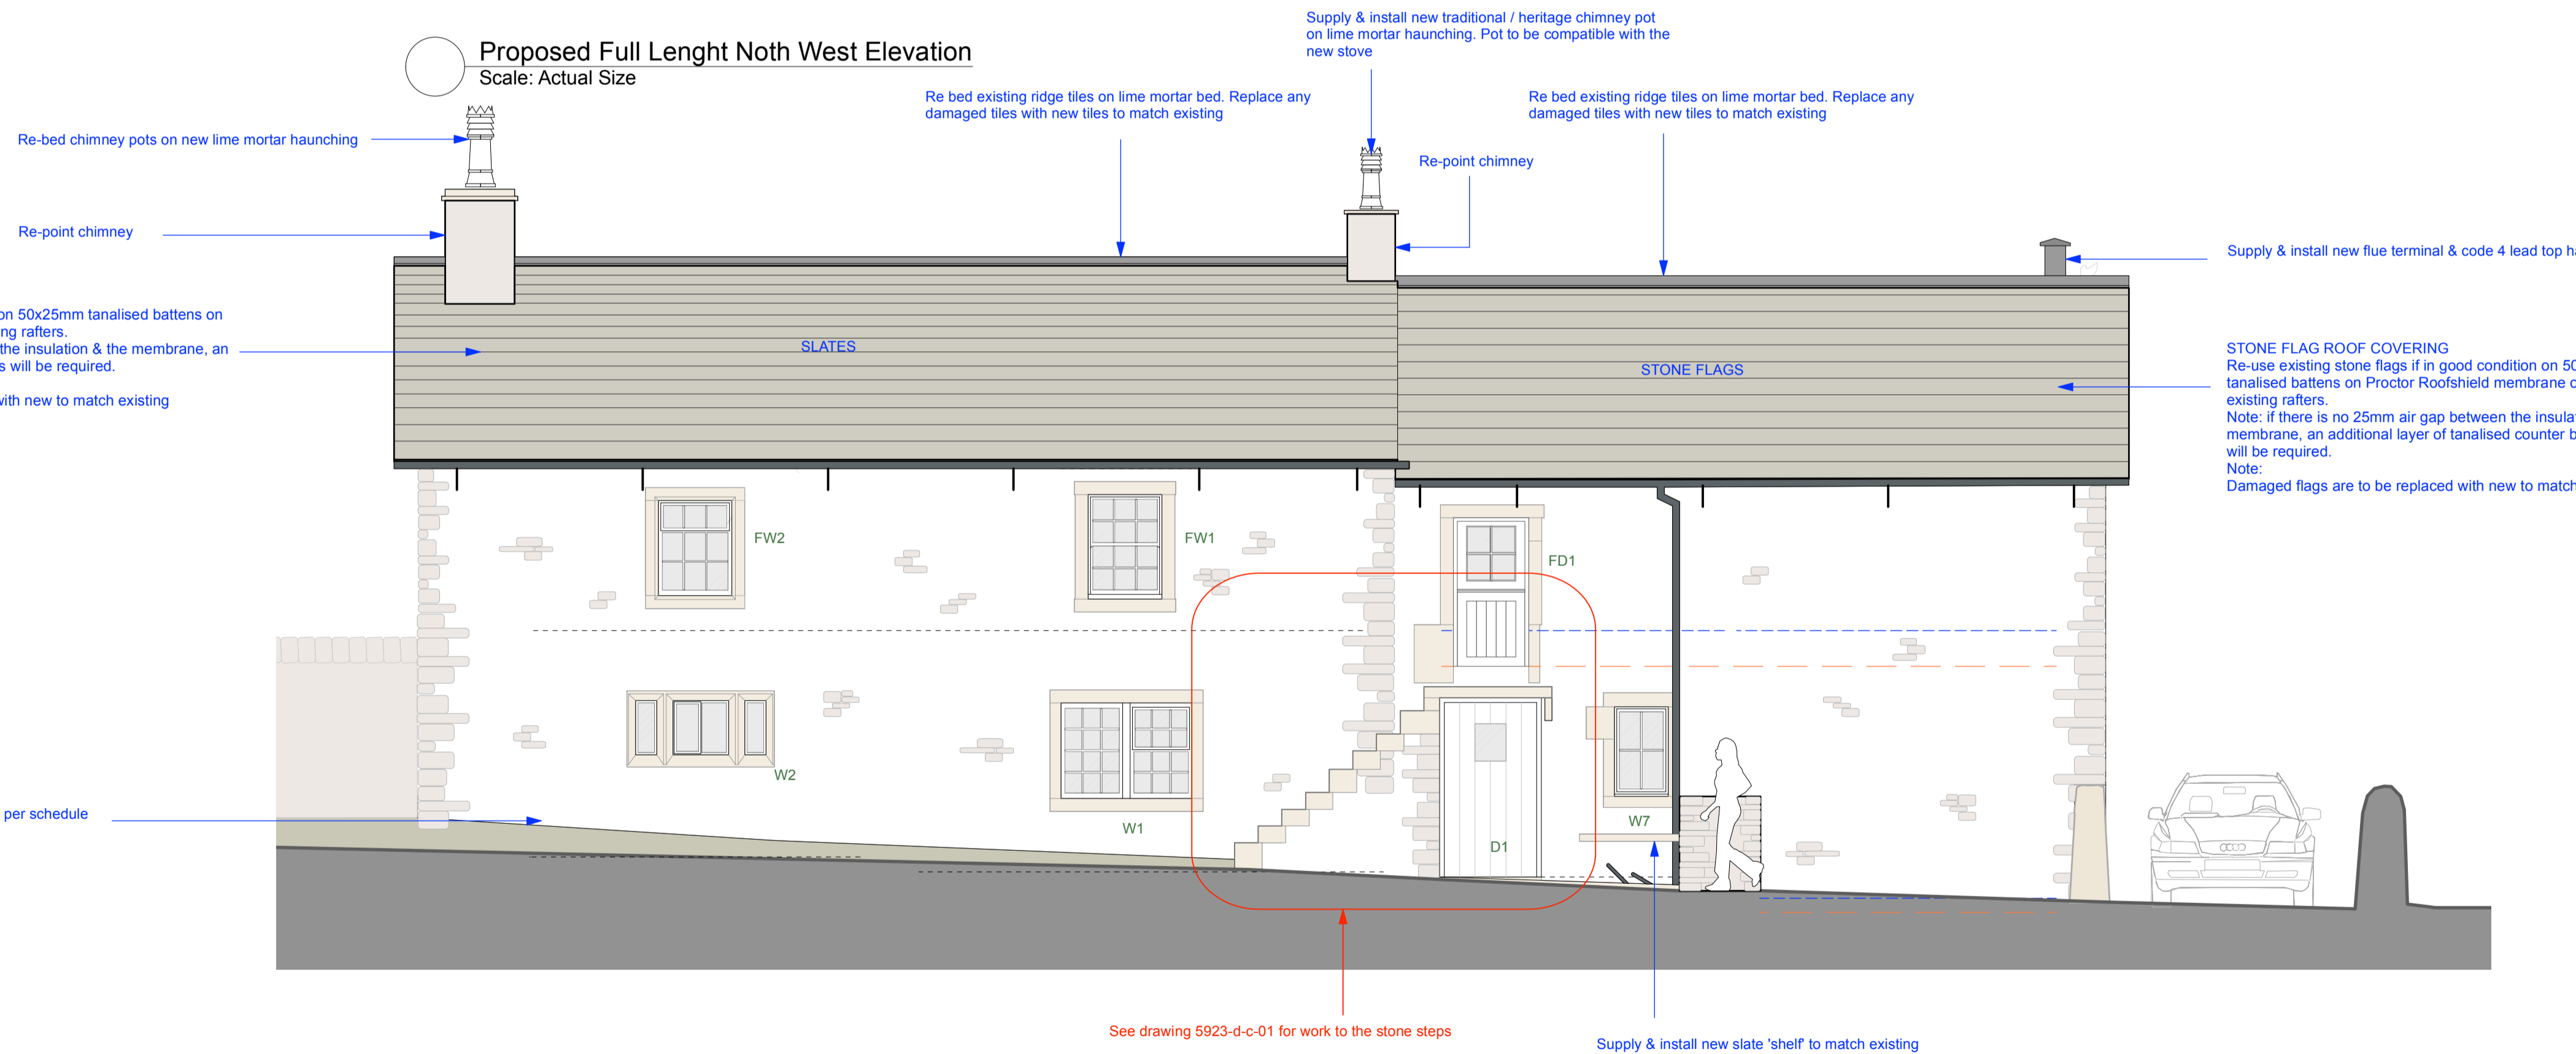 Proposed Full Lenght Noth West Elevation
Scale: Actual Size
Supply & install new traditional / heritage chimney pot
on lime mortar haunching. Pot to be compatible with the
new stove
Re bed existing ridge tiles on lime mortar bed. Replace any
damaged tiles with new tiles to match existing
Re bed existing ridge tiles on lime mortar bed. Replace any
damaged tiles with new tiles to match existing
Re-bed chimney pots on new lime mortar haunching
Re-point chimney
Re-point chimney
Supply & install new flue terminal & code 4 lead top
on 50x25mm tanalised battens on
rafters.
the insulation & the membrane, an
will be required.
with new to match existing
SLATES
STONE FLAGS
STONE FLAG ROOF COVERING
Re-use existing stone flags if in good condition on
tanalised battens on Proctor Roofshield membrane
existing rafters.
Note: if there is no 25mm air gap between the
membrane, an additional layer of tanalised counter
will be required.
Note:
Damaged flags are to be replaced with new to match
FW2
FW1
FD1
W2
W1
W7
D1
per schedule
See drawing 5923-d-c-01 for work to the stone steps
Supply & install new slate 'shelf' to match existing